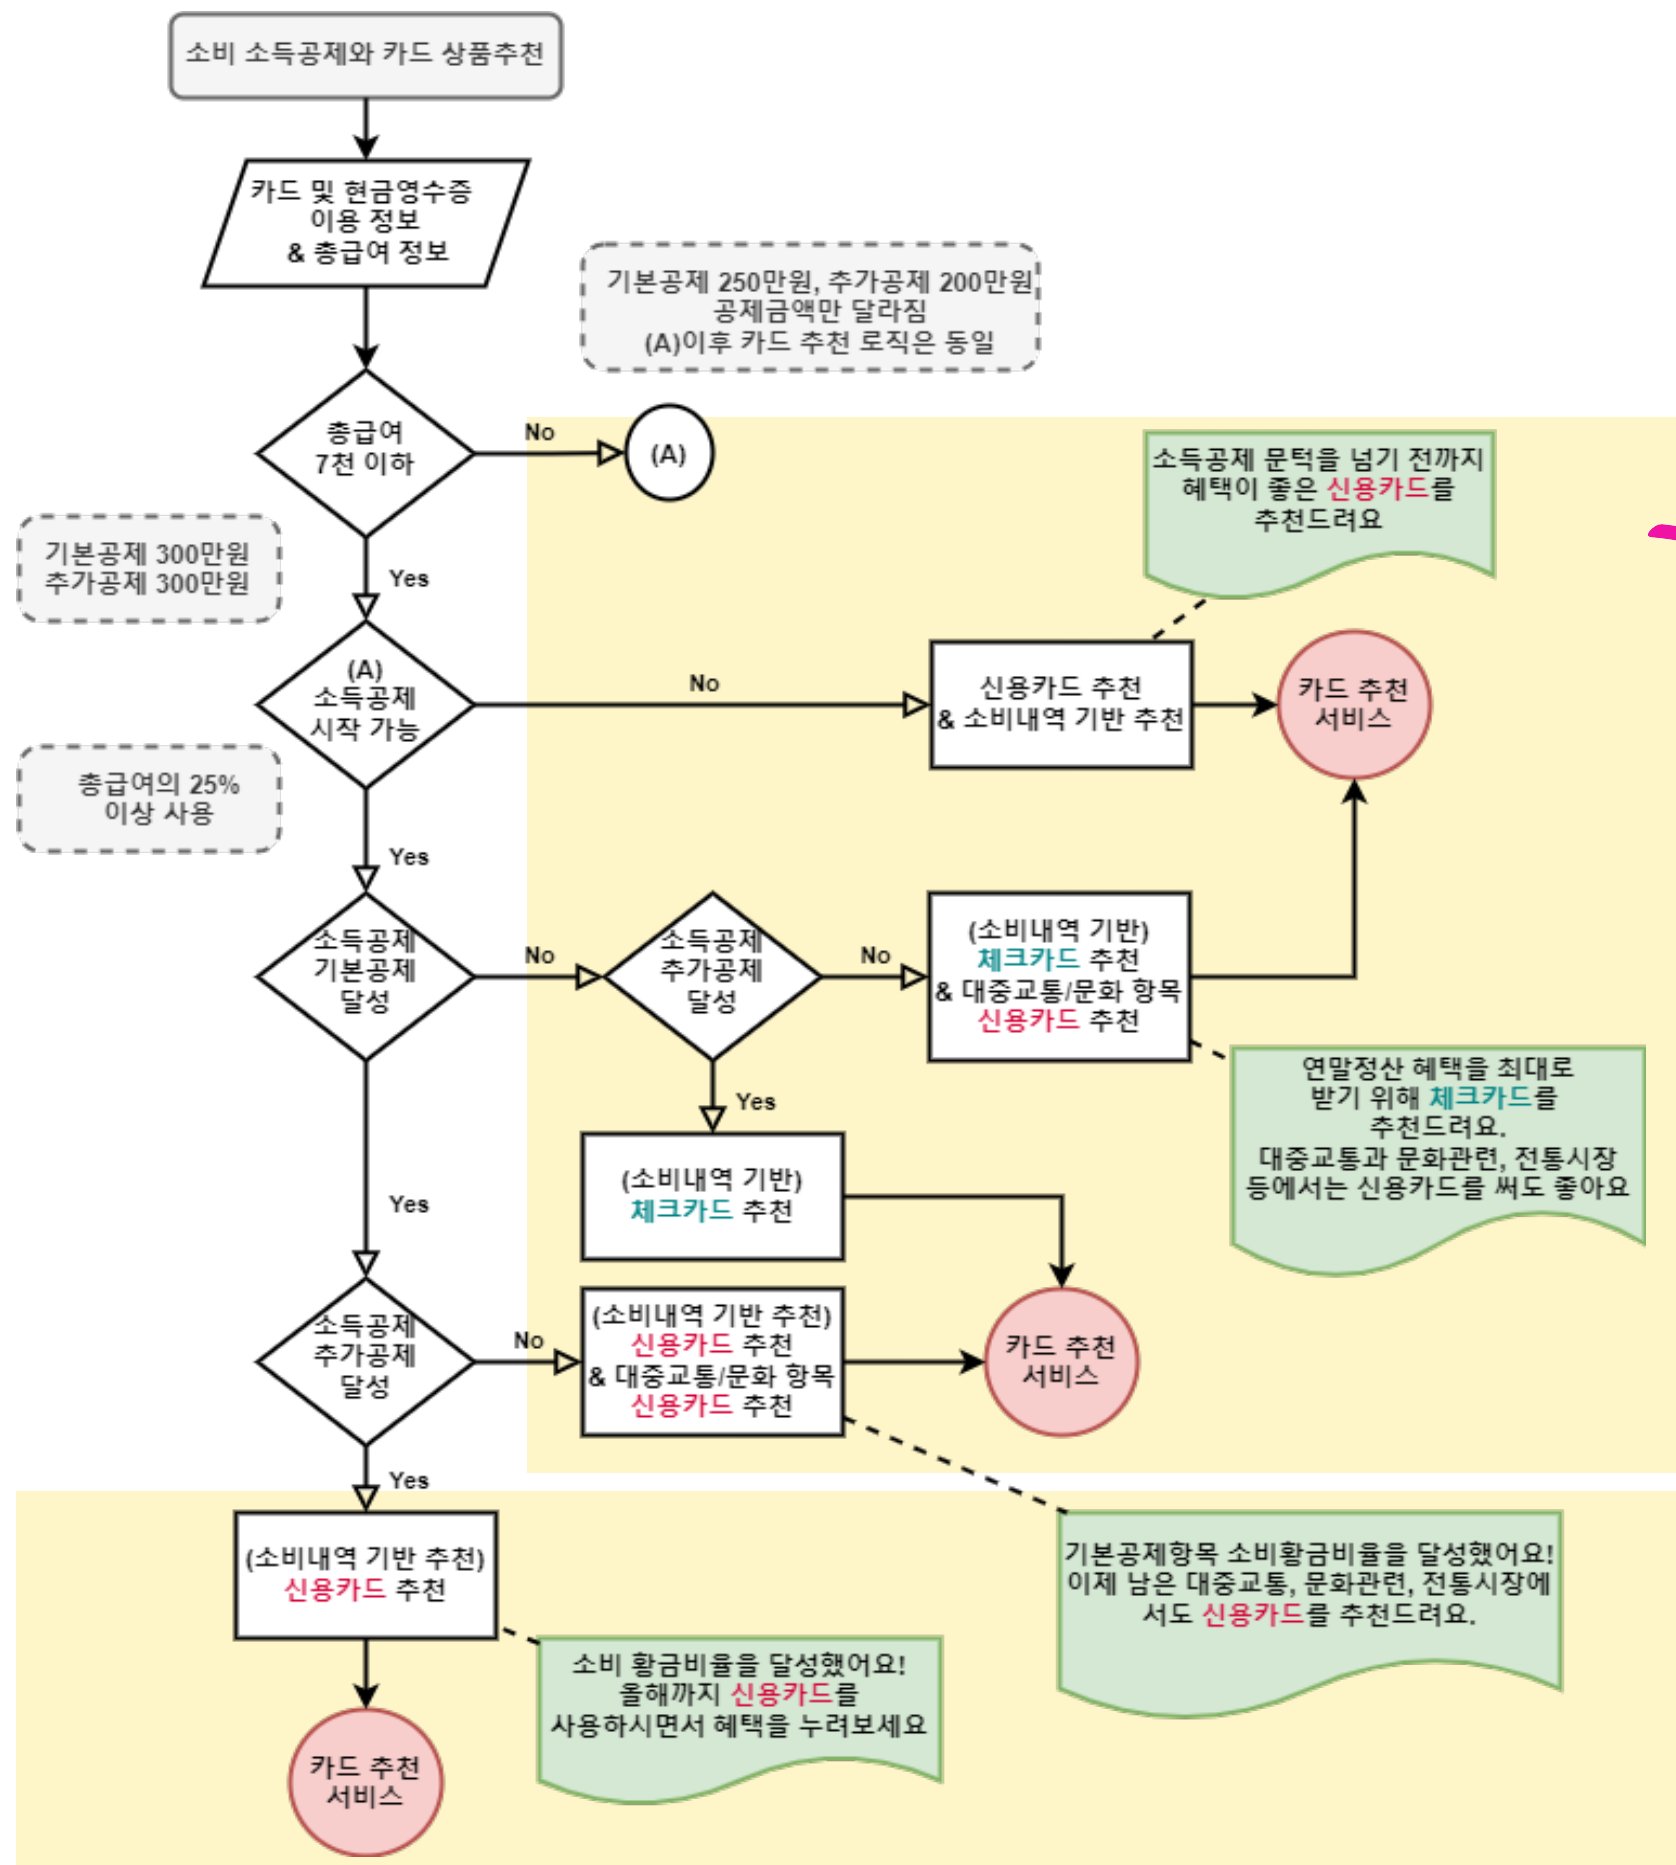 소비 소득공제와 카드 상품추천
카드 및 현금영수증
이용 정보
& 총급여 정보
기본공제 250만원, 추가공제 200만원
공제금액만 달라짐
(A)이후 카드 추천 로직은 동일
총급여
7천 이하
No
(A)
소득공제 문턱을 넘기 전까지
혜택이 좋은 신용카드를
추천드려요
기본공제 300만원
추가공제 300만원
Yes
(A)
소득공제
시작 가능
No
신용카드 추천
& 소비내역 기반 추천
카드 추천
서비스
총급여의 25%
이상 사용
Yes
소득공제
기본공제
달성
No
소득공제
추가공제
달성
No
(소비내역 기반)
체크카드 추천
& 대중교통/문화 항목
신용카드 추천
연말정산 혜택을 최대로
받기 위해 체크카드를
추천드려요.
대중교통과 문화관련, 전통시장
등에서는 신용카드를 써도 좋아요
Yes
(소비내역 기반)
체크카드 추천
Yes
소득공제
추가공제
달성
No
(소비내역 기반 추천)
신용카드 추천
& 대중교통/문화 항목
신용카드 추천
카드 추천
서비스
Yes
(소비내역 기반 추천)
신용카드 추천
기본공제항목 소비황금비율을 달성했어요!
이제 남은 대중교통, 문화관련, 전통시장에
서도 신용카드를 추천드려요.
소비 황금비율을 달성했어요!
올해까지 신용카드를
사용하시면서 혜택을 누려보세요
카드 추천
서비스